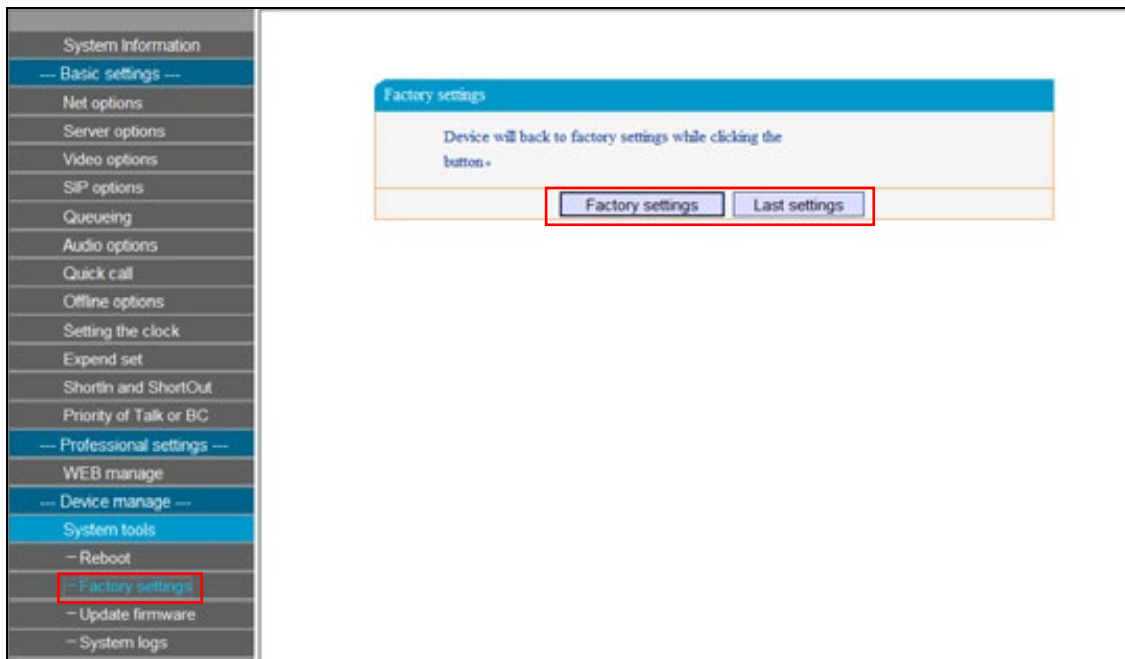 System Information
--- Basic settings ---
Net options
Server options
Video options
SIP options
Queueing
Audio options
Quick call
Offline options
Setting the clock
Expend set
ShortIn and ShortOut
Priority of Talk or BC
--- Professional settings ---
WEB manage
--- Device manage ---
System tools
－Reboot
－Factory settings
－Update firmware
－System logs
Factory settings
Device will back to factory settings while clicking the
button。
Factory settings Last settings